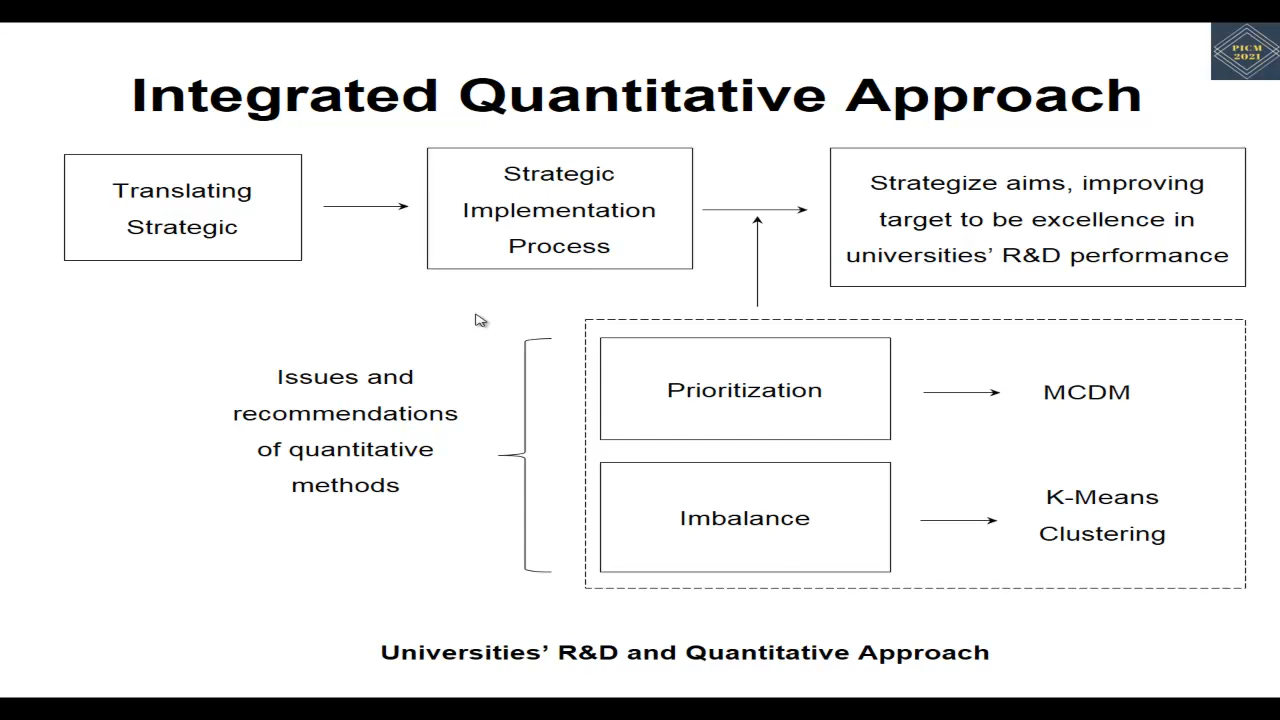 PICM
2021
Integrated Quantitative Approach
Translating
Strategic
Strategic
Implementation
Process
Strategize aims, improving
target to be excellence in
universities’ R&D performance
Issues and
recommendations
of quantitative
methods
Prioritization
MCDM
Imbalance
K-Means
Clustering
Universities’ R&D and Quantitative Approach